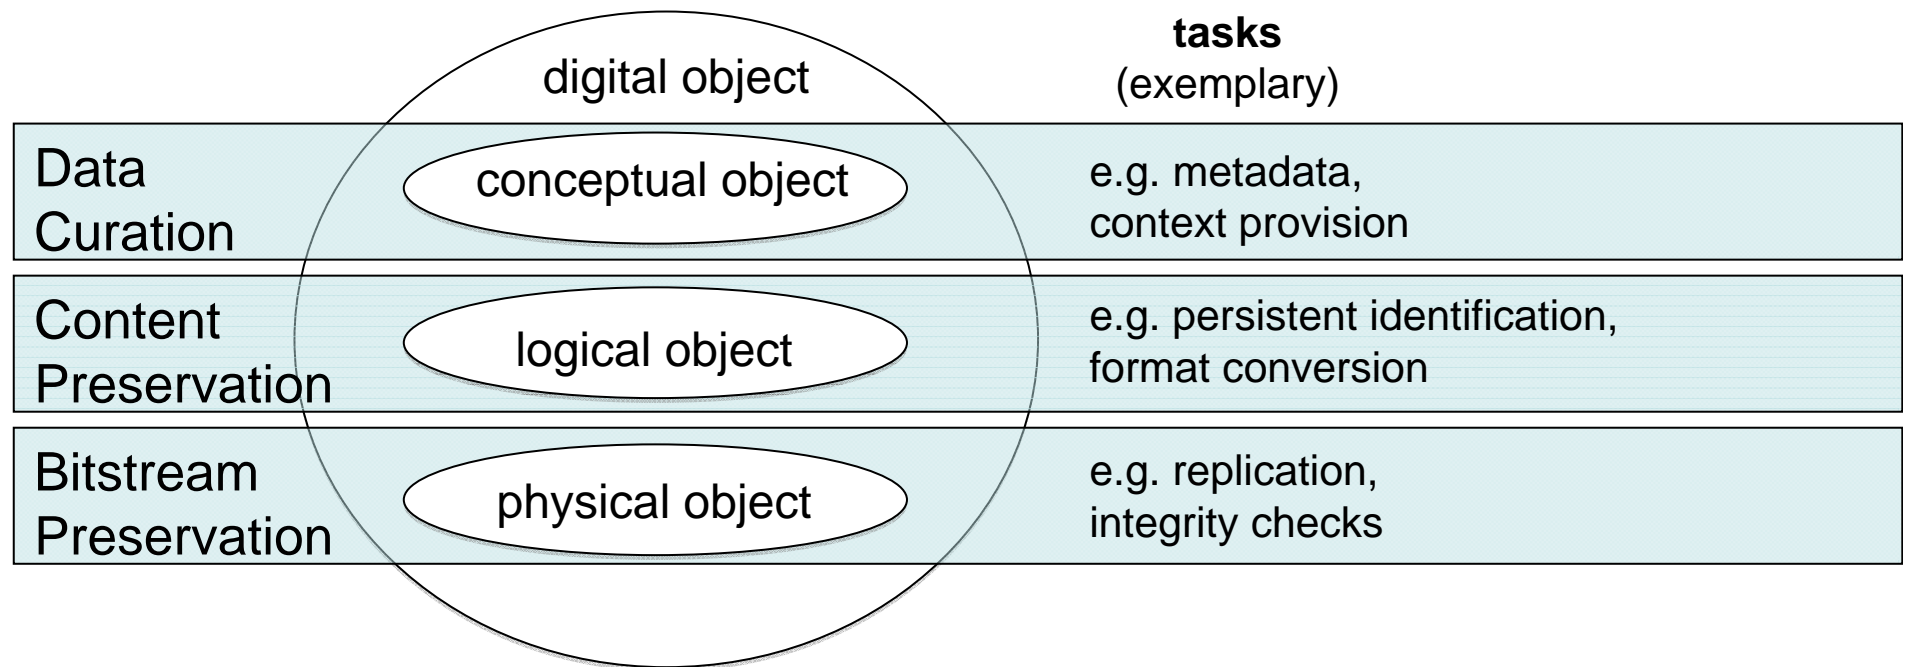 tasks
(exemplary)
digital object
Data
Curation
conceptual object
e.g. metadata,
context provision
Content
Preservation
logical object
e.g. persistent identification,
format conversion
Bitstream
Preservation
physical object
e.g. replication,
integrity checks